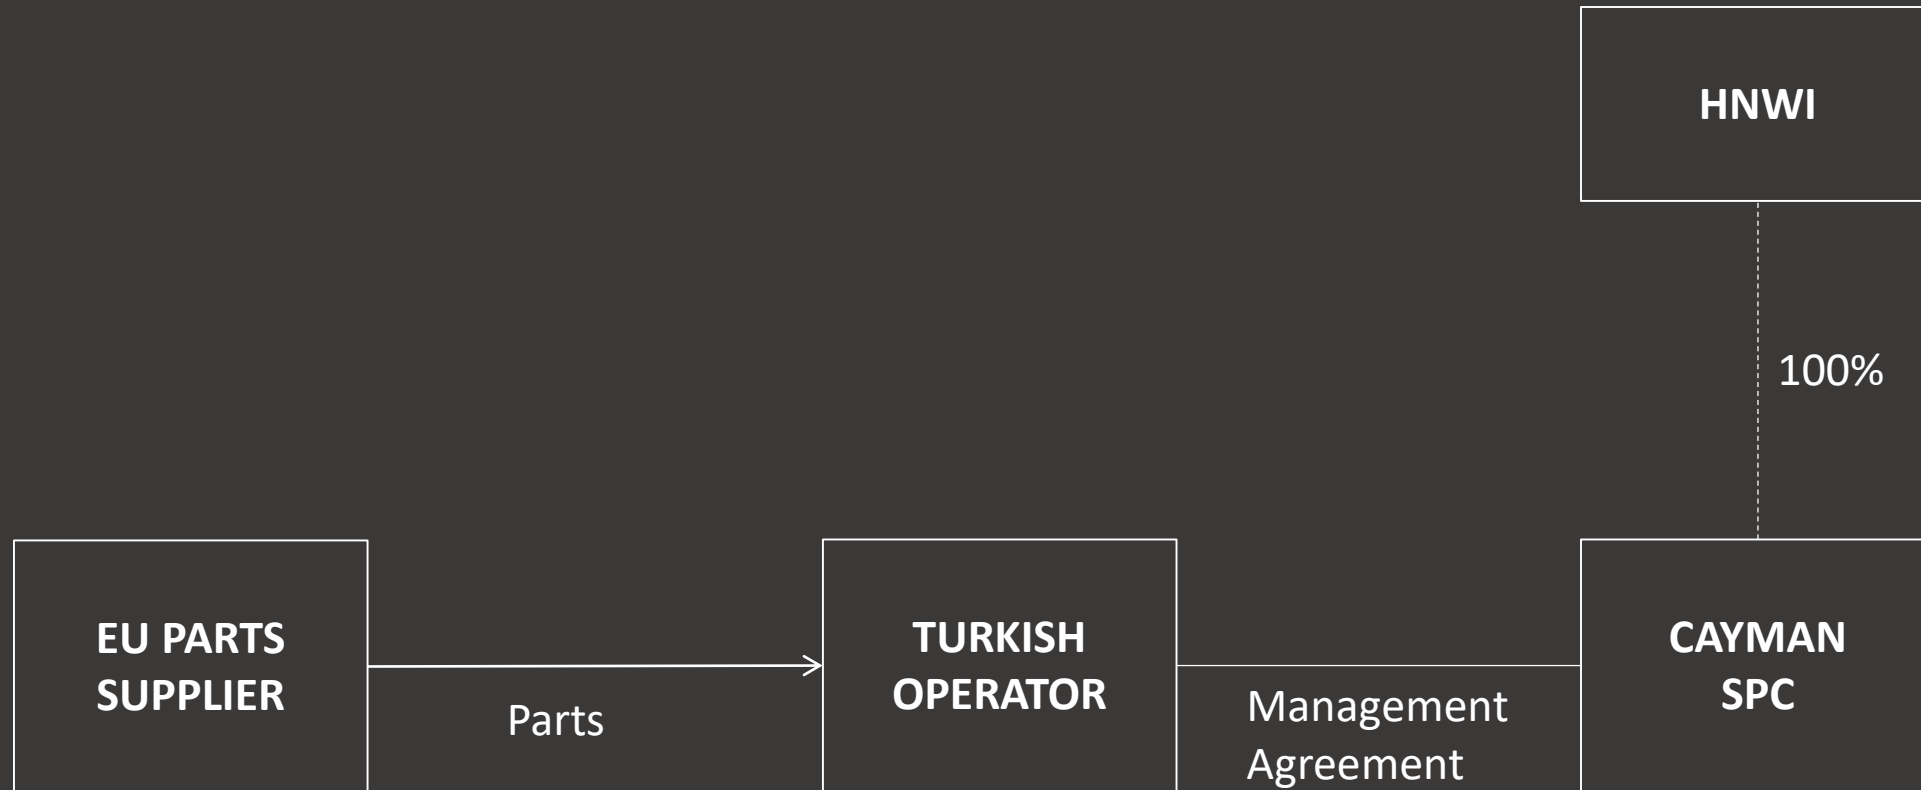 HNWI
100%
EU PARTS
SUPPLIER
Parts
TURKISH
OPERATOR
Management
Agreement
CAYMAN
SPC